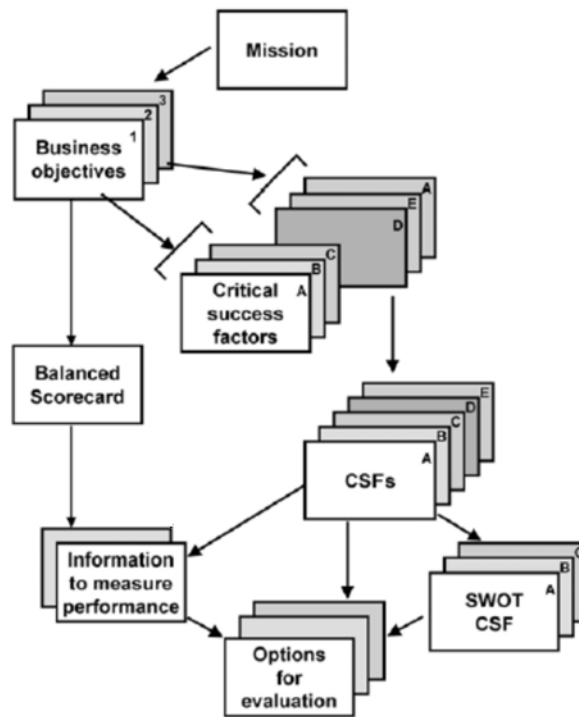 Mission
3
2
1
Business
objectives
A
E
D
C
B
A
Critical
success
factors
Balanced
Scorecard
E
D
C
B
A
CSFs
Information
to measure
performance
B
A
SWOT
CSF
Options
for
evaluation